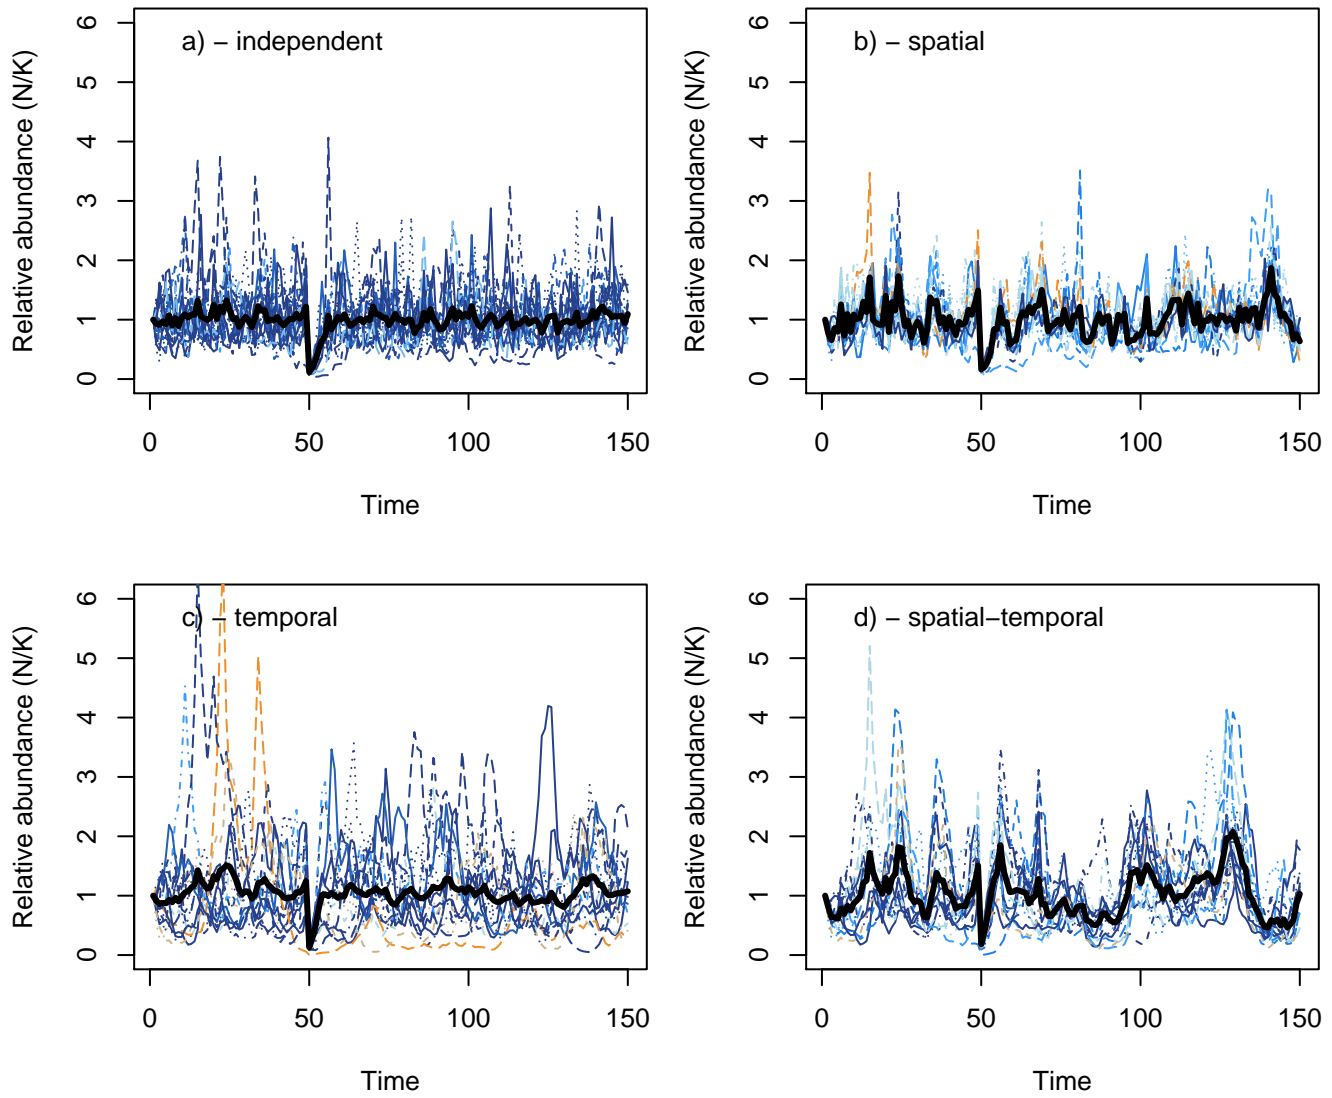 a) − independent
Relative abundance (N/K)
0 1 2 3 4 5 6
0 50 100 150
Time
b) − spatial
Relative abundance (N/K)
0 1 2 3 4 5 6
0 50 100 150
Time
c) − temporal
Relative abundance (N/K)
0 1 2 3 4 5 6
0 50 100 150
Time
d) − spatial−temporal
Relative abundance (N/K)
0 1 2 3 4 5 6
0 50 100 150
Time